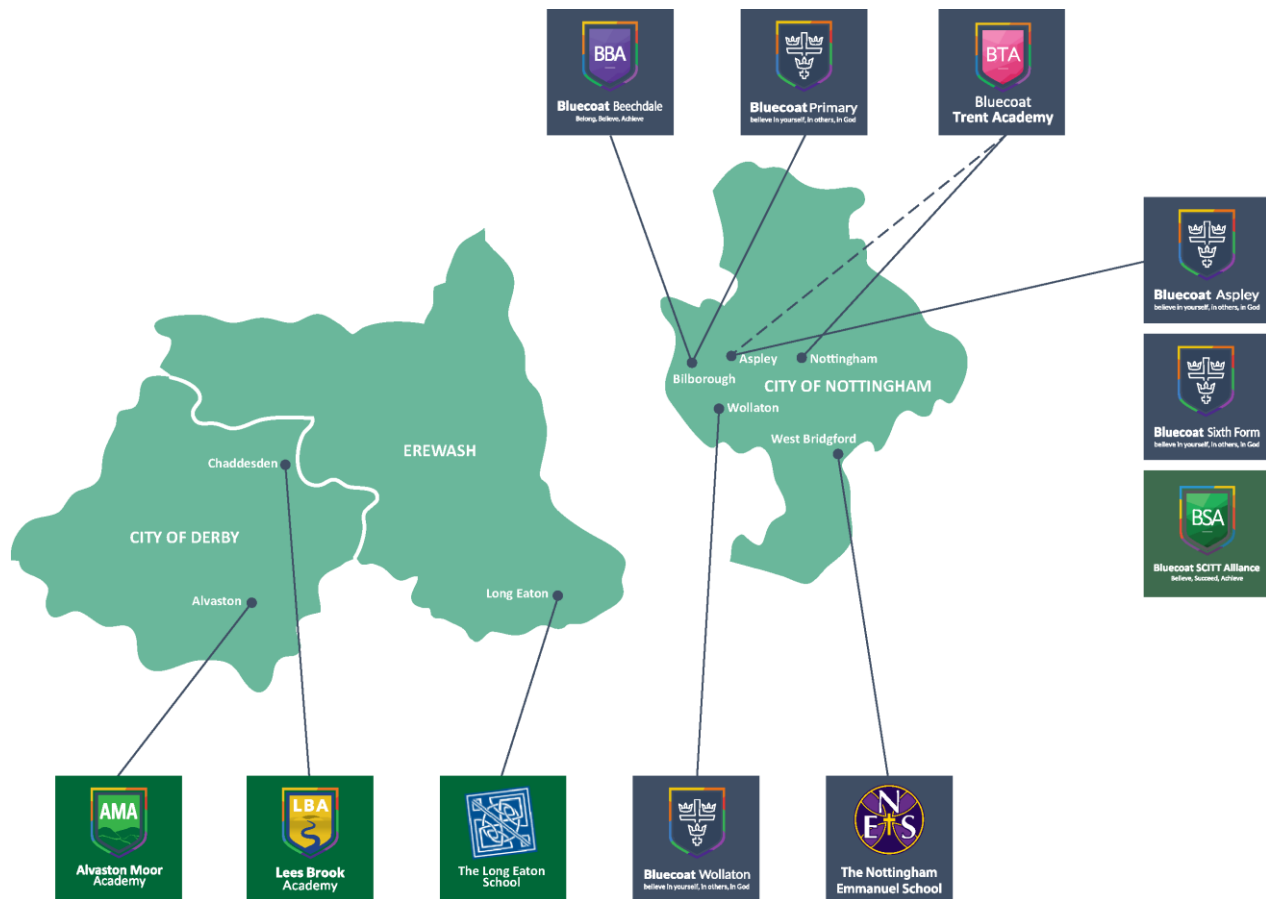 BBA
Bluecoat Beechdale
Belong, Believe, Achieve
Bluecoat Primary
believe in yourself, in others, in God
BTA
Bluecoat
Trent Academy
Bluecoat Aspley
believe in yourself, in others, in God
Bluecoat Sixth Form
believe in yourself, in others, in God
BSA
Bluecoat SCITT Alliance
Believe, Succeed, Achieve
Aspley
Nottingham
Bilborough
CITY OF NOTTINGHAM
Wollaton
West Bridgford
EREWASH
Chaddesden
CITY OF DERBY
Alvaston
Long Eaton
AMA
Alvaston Moor
Academy
LBA
Lees Brook
Academy
The Long Eaton
School
Bluecoat Wollaton
believe in yourself, in others, in God
N
E S
The Nottingham
Emmanuel School